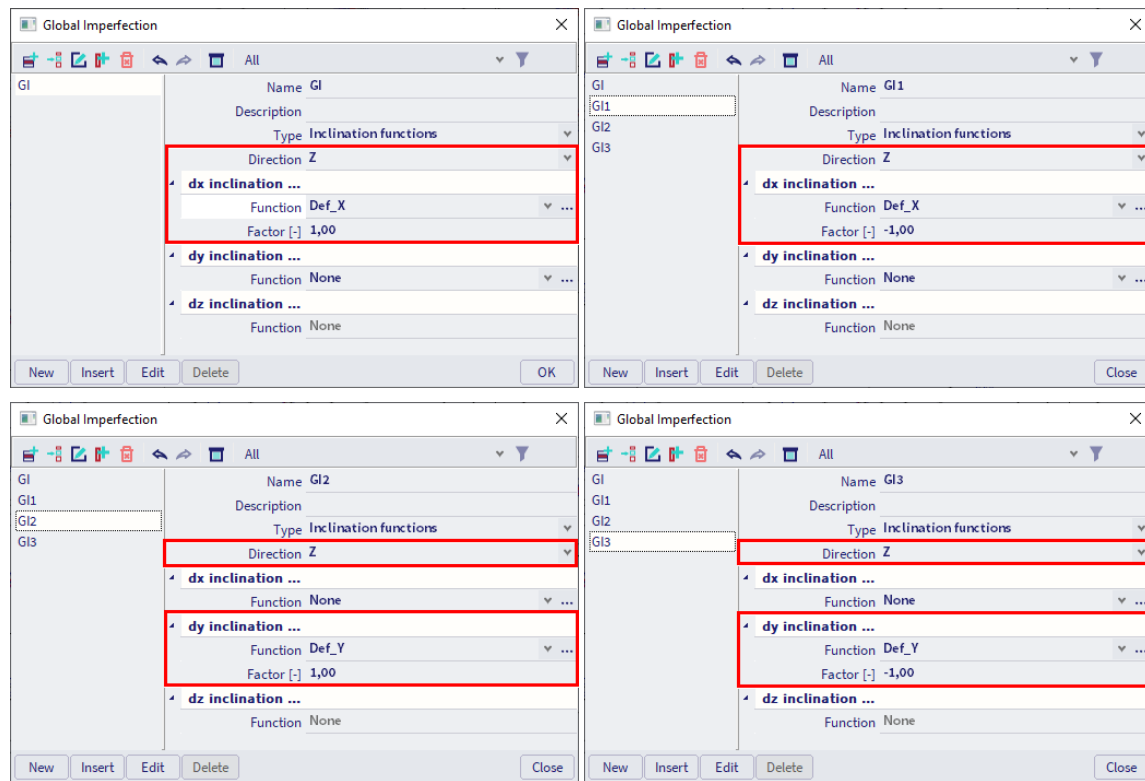 Global Imperfection
All
GI
Name GI
Description
Type Inclination functions
Direction Z
dx inclination ...
Function Def_X ...
Factor [-] 1,00
dy inclination ...
Function None ...
dz inclination ...
Function None
New Insert Edit Delete OK
Global Imperfection
All
GI
GI1
GI2
GI3
Name GI1
Description
Type Inclination functions
Direction Z
dx inclination ...
Function Def_X ...
Factor [-] -1,00
dy inclination ...
Function None ...
dz inclination ...
Function None
New Insert Edit Delete Close
Global Imperfection
All
GI
GI1
GI2
GI3
Name GI2
Description
Type Inclination functions
Direction Z
dx inclination ...
Function None ...
dy inclination ...
Function Def_Y ...
Factor [-] 1,00
dz inclination ...
Function None
New Insert Edit Delete Close
Global Imperfection
All
GI
GI1
GI2
GI3
Name GI3
Description
Type Inclination functions
Direction Z
dx inclination ...
Function None ...
dy inclination ...
Function Def_Y ...
Factor [-] -1,00
dz inclination ...
Function None
New Insert Edit Delete Close